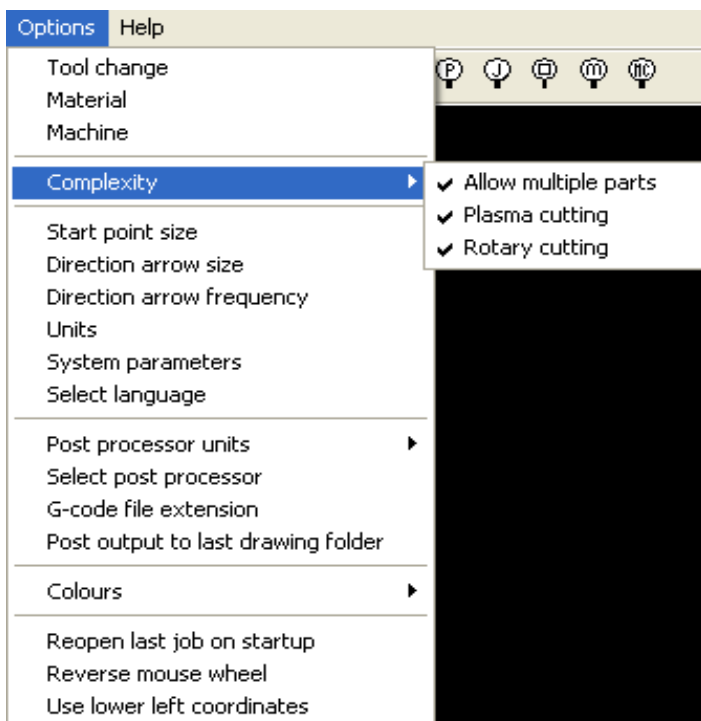 Options Help
P J m MC
Tool change
Material
Machine
Complexity
Allow multiple parts
Plasma cutting
Rotary cutting
Start point size
Direction arrow size
Direction arrow frequency
Units
System parameters
Select language
Post processor units
Select post processor
G-code file extension
Post output to last drawing folder
Colours
Reopen last job on startup
Reverse mouse wheel
Use lower left coordinates